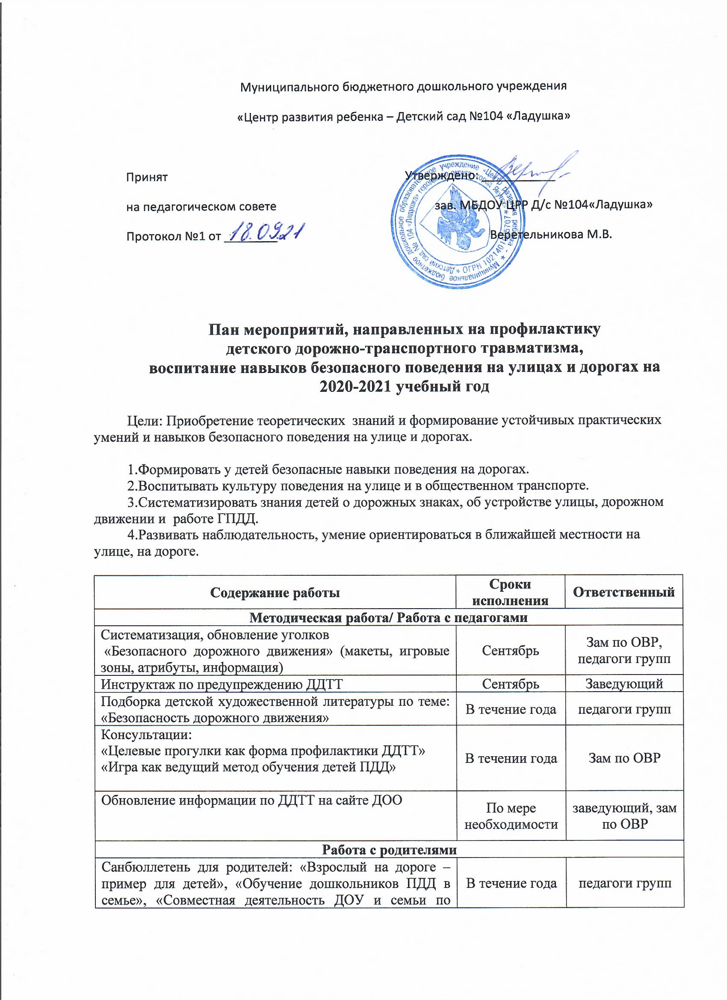 Муниципального бюджетного дошкольного учреждения
«Центр развития ребенка – Детский сад №104 «Ладушка»
Принят
Утверждено:
на педагогическом совете
зав. МБДОУ ЦРР Д/с №104«Ладушка»
Протокол №1 от 18.09.21
Веретельникова М.В.
Муниципальное бюджетное дошкольное образовательное учреждение «Центр развития ребенка -
Детский сад № 104 «Ладушка» городского округа "город Якутск"
* ОГРН
Пан мероприятий, направленных на профилактику
детского дорожно-транспортного травматизма,
воспитание навыков безопасного поведения на улицах и дорогах на
2020-2021 учебный год
Цели: Приобретение теоретических  знаний и формирование устойчивых практических
умений и навыков безопасного поведения на улице и дорогах.
1.Формировать у детей безопасные навыки поведения на дорогах.
2.Воспитывать культуру поведения на улице и в общественном транспорте.
3.Систематизировать знания детей о дорожных знаках, об устройстве улицы, дорожном
движении и  работе ГПДД.
4.Развивать наблюдательность, умение ориентироваться в ближайшей местности на
улице, на дороге.
Содержание работы
Сроки
исполнения
Ответственный
Методическая работа/ Работа с педагогами
Систематизация, обновление уголков
«Безопасного дорожного движения» (макеты, игровые
зоны, атрибуты, информация)
Сентябрь
Зам по ОВР,
педагоги групп
Инструктаж по предупреждению ДДТТ
Сентябрь
Заведующий
Подборка детской художественной литературы по теме:
«Безопасность дорожного движения»
В течение года
педагоги групп
Консультации:
«Целевые прогулки как форма профилактики ДДТТ»
«Игра как ведущий метод обучения детей ПДД»
В течении года
Зам по ОВР
Обновление информации по ДДТТ на сайте ДОО
По мере
необходимости
заведующий, зам
по ОВР
Работа с родителями
Санбюллетень для родителей: «Взрослый на дороге –
пример для детей», «Обучение дошкольников ПДД в
семье», «Совместная деятельность ДОУ и семьи по
В течение года
педагоги групп